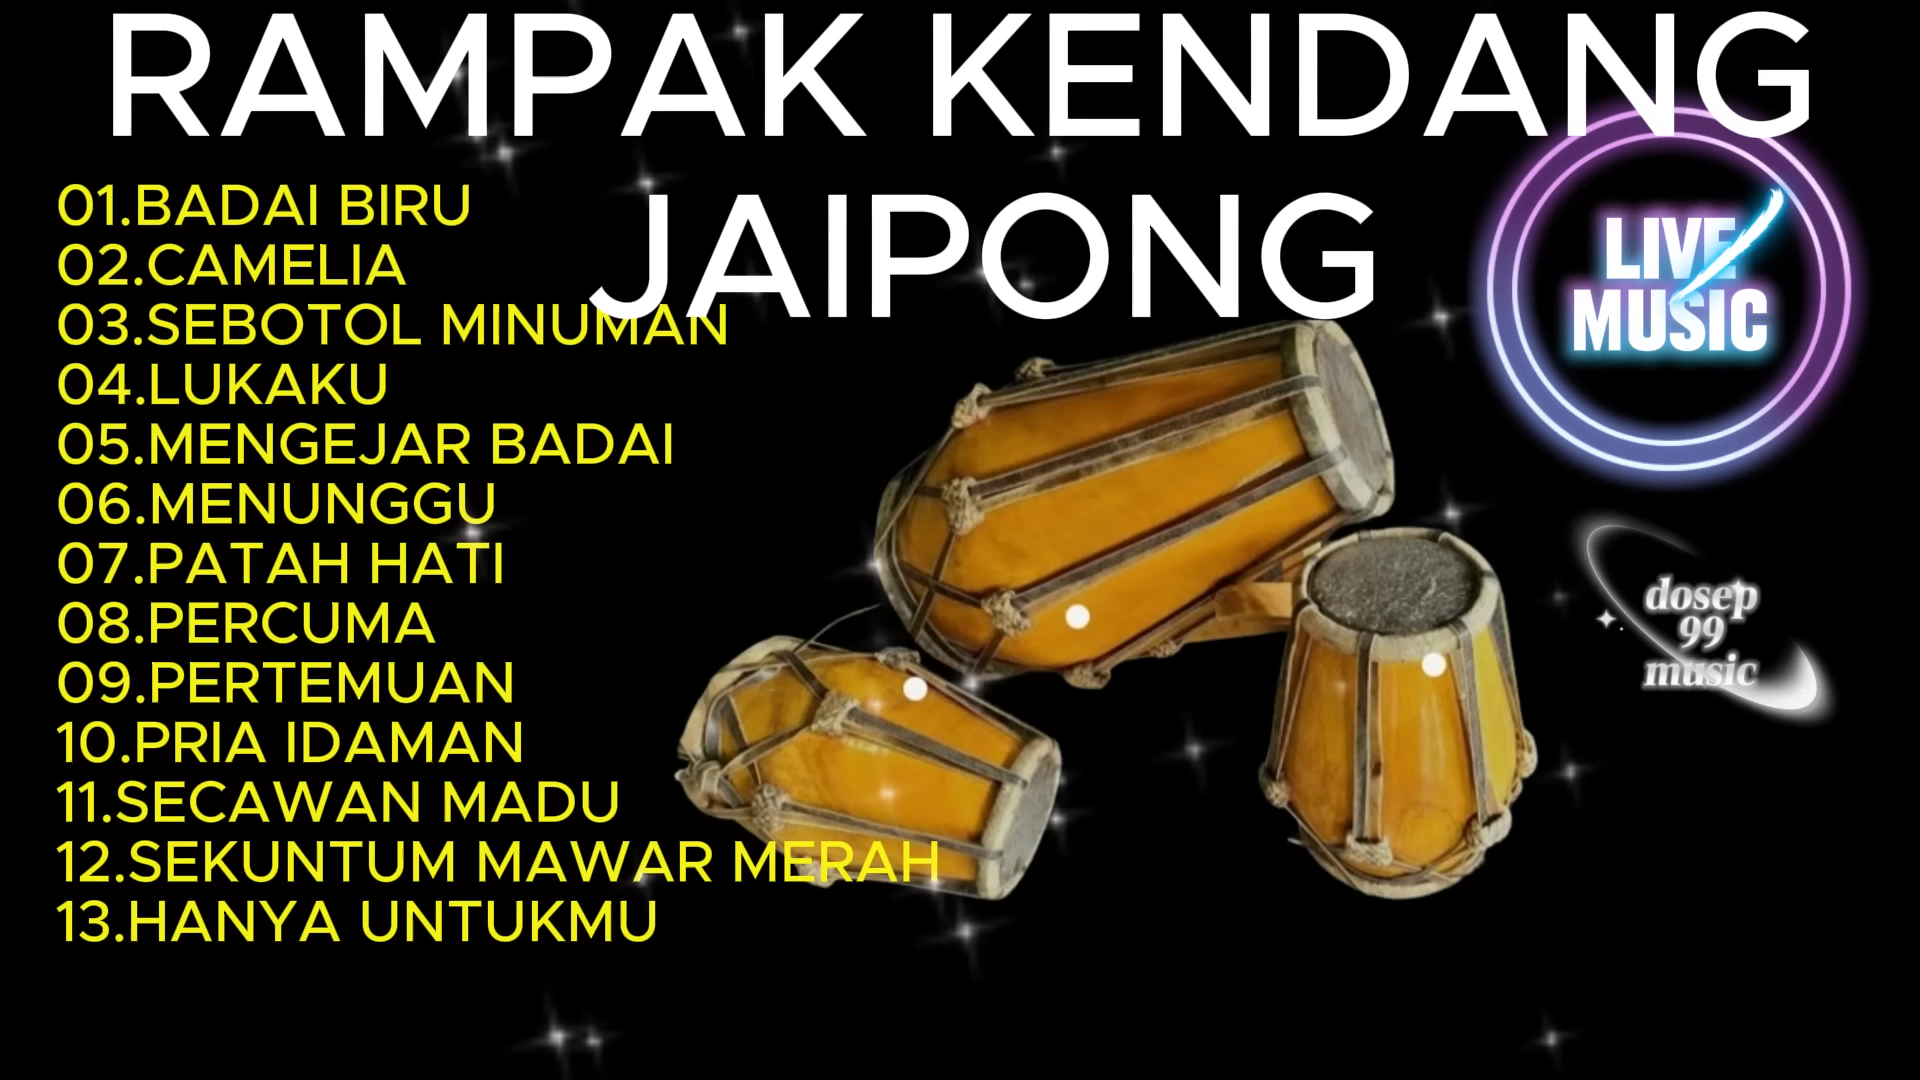 RAMPAK KENDANG
JAIPONG
01.BADAI BIRU
02.CAMELIA
03.SEBOTOL MINUMAN
04.LUKAKU
05.MENGEJAR BADAI
06.MENUNGGU
07.PATAH HATI
08.PERCUMA
09.PERTEMUAN
10.PRIA IDAMAN
11.SECAWAN MADU
12.SEKUNTUM MAWAR MERAH
13.HANYA UNTUKMU
LIVE
MUSIC
dosep
99
music